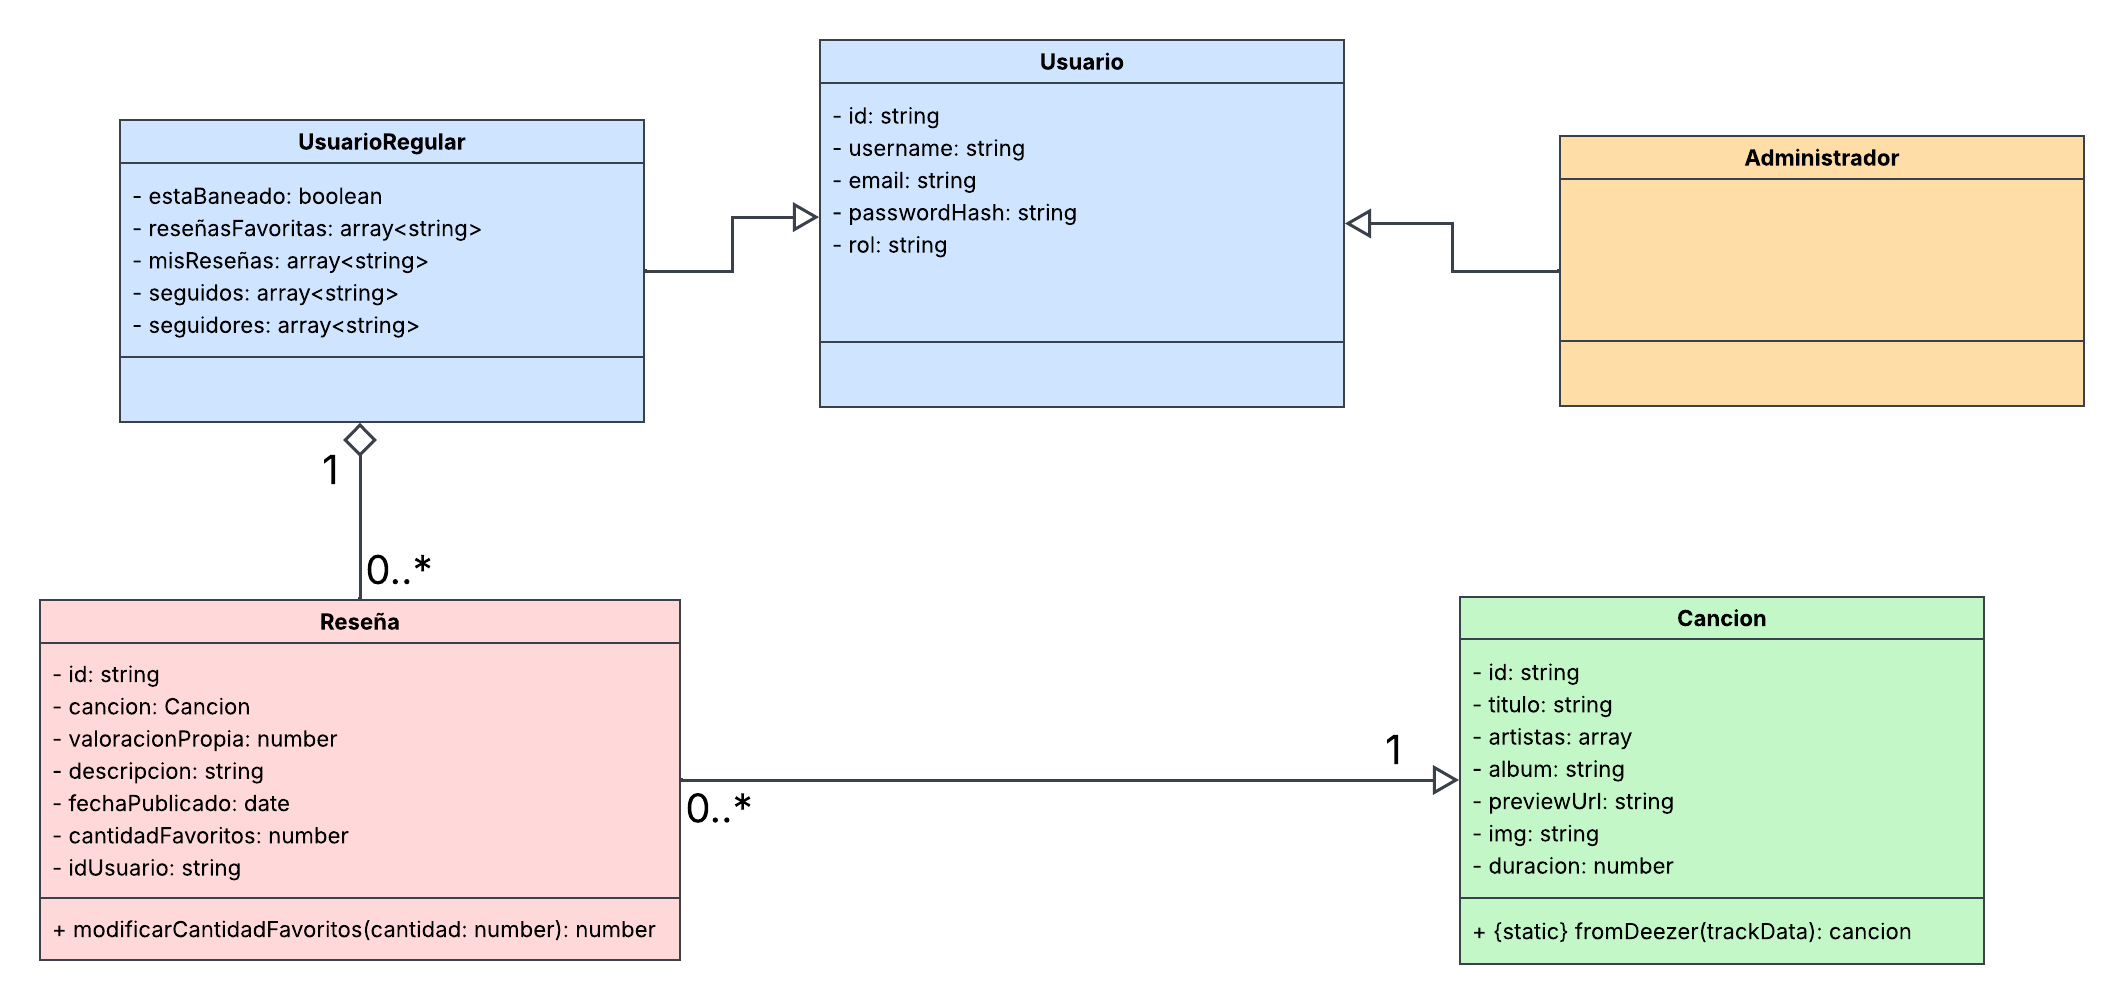 Usuario
- id: string
- username: string
- email: string
- passwordHash: string
- rol: string
UsuarioRegular
- estaBaneado: boolean
- reseñasFavoritas: array<string>
- misReseñas: array<string>
- seguidos: array<string>
- seguidores: array<string>
Administrador
1
0..*
Reseña
- id: string
- cancion: Cancion
- valoracionPropia: number
- descripcion: string
- fechaPublicado: date
- cantidadFavoritos: number
- idUsuario: string
+ modificarCantidadFavoritos(cantidad: number): number
0..*
1
Cancion
- id: string
- titulo: string
- artistas: array
- album: string
- previewUrl: string
- img: string
- duracion: number
+ {static} fromDeezer(trackData): cancion